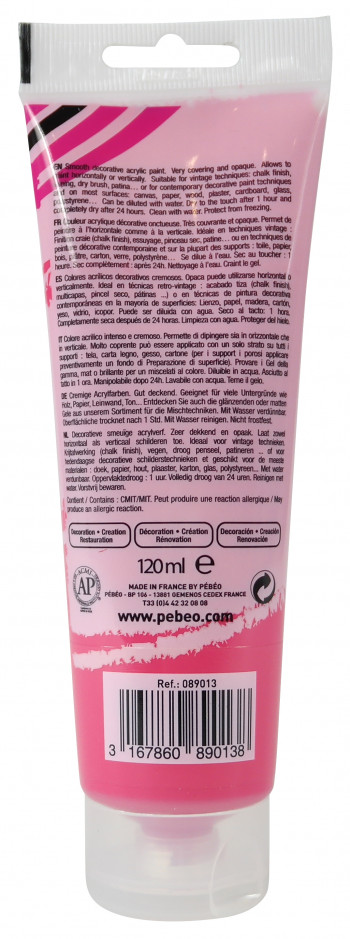 EN Smooth decorative acrylic paint. Very covering and opaque. Allows to
paint horizontally or vertically. Suitable for vintage techniques: chalk finish,
dry brush, patina... or for contemporary decorative paint techniques
and on most surfaces: canvas, paper, wood, plaster, cardboard, glass,
polystyrene... Can be diluted with water. Dry to the touch after 1 hour and
completely dry after 24 hours. Clean with water. Protect from freezing.
FR Couleur acrylique décorative onctueuse. Très couvrante et opaque. Permet de
peindre à l'horizontale comme à la verticale. Idéale en techniques vintage :
Finition craie (chalk finish), essuyage, pinceau sec, patine... ou en techniques de
peinture décorative contemporaine et sur la plupart des supports : toile, papier,
bois, plâtre, carton, verre, polystyrène... Se dilue à l'eau. Sec au toucher : 1
heure. Sec complètement : après 24h. Nettoyage à l'eau. Craint le gel.
ES Colores acrílicos decorativos cremosos. Opaca puede utilizarse horizontal o
verticalmente. Ideal en técnicas retro-vintage : acabado tiza (chalk finish),
multicapas, pincel seco, pátinas ...) o en técnicas de pintura decorativa
contemporáneas en la mayoría de superficies: Lienzo, papel, madera, cartón,
yeso, vidrio, icopor. Puede ser diluida con agua. Seco al tacto: 1 hora.
Completamente seca después de 24 horas. Limpieza con agua. Proteger del hielo.
IT Colore acrilico intenso e cremoso. Permette di dipingere sia in orizzontale che
in verticale. Molto coprente può essere applicato con un solo strato su tutti i
supporti : tela, carta legno, gesso, cartone (per i support i porosi applicare
preventivamente un fondo di Preparazione di superficie). Provare i Gel della
gamma, mat o brillante per un miscelati al colore. Diluibile in acqua. Asciutto al
tatto in 1 ora. Manipolabile dopo 24h. Lavabile con acqua. Teme il gelo.
DE Cremige Acrylfarben. Gut deckend. Geeignet für viele Untergründe wie
Holz, Papier, Leinwand, Ton... Entdecken Sie auch die glänzenden oder matten
Gele aus unserem Sortiment für die Mischtechniken. Mit Wasser verdünnbar.
Oberfläche trocknet nach 1 Std. Mit Wasser reinigen. Nicht frostfest.
NL Decoratieve smeuïge acrylverf. Zeer dekkend en opaak. Laat zowel
horizontaal als verticaal schilderen toe. Ideaal voor vintage technieken.
Krijtafwerking (chalk finish), vegen, droog penseel, patineren ... of voor
hedendaagse decoratieve schilderstechnieken en geschikt voor de meeste
materialen : doek, papier, hout, plaaster, karton, glas, polystyreen... Met water
verdunbaar. Oppervlaktedroog : 1 uur. Volledig droog van 24 uren. Reinigen met
water. Vorstvrij bewaren.
Contient / Contains : CMIT/MIT. Peut produire une réaction allergique / May
produce an allergic reaction.
Decoration • Creation
Restauration
Décoration • Création
Rénovation
Decoración • Creación
Renovación
120ml e
ACMI
AP
MADE IN FRANCE BY PÉBÉO
PÉBÉO - BP 106 - 13881 GEMENOS CEDEX FRANCE
T33 (0)4 42 32 08 08
www.pebeo.com
Ref.: 089013
3 167860 890138